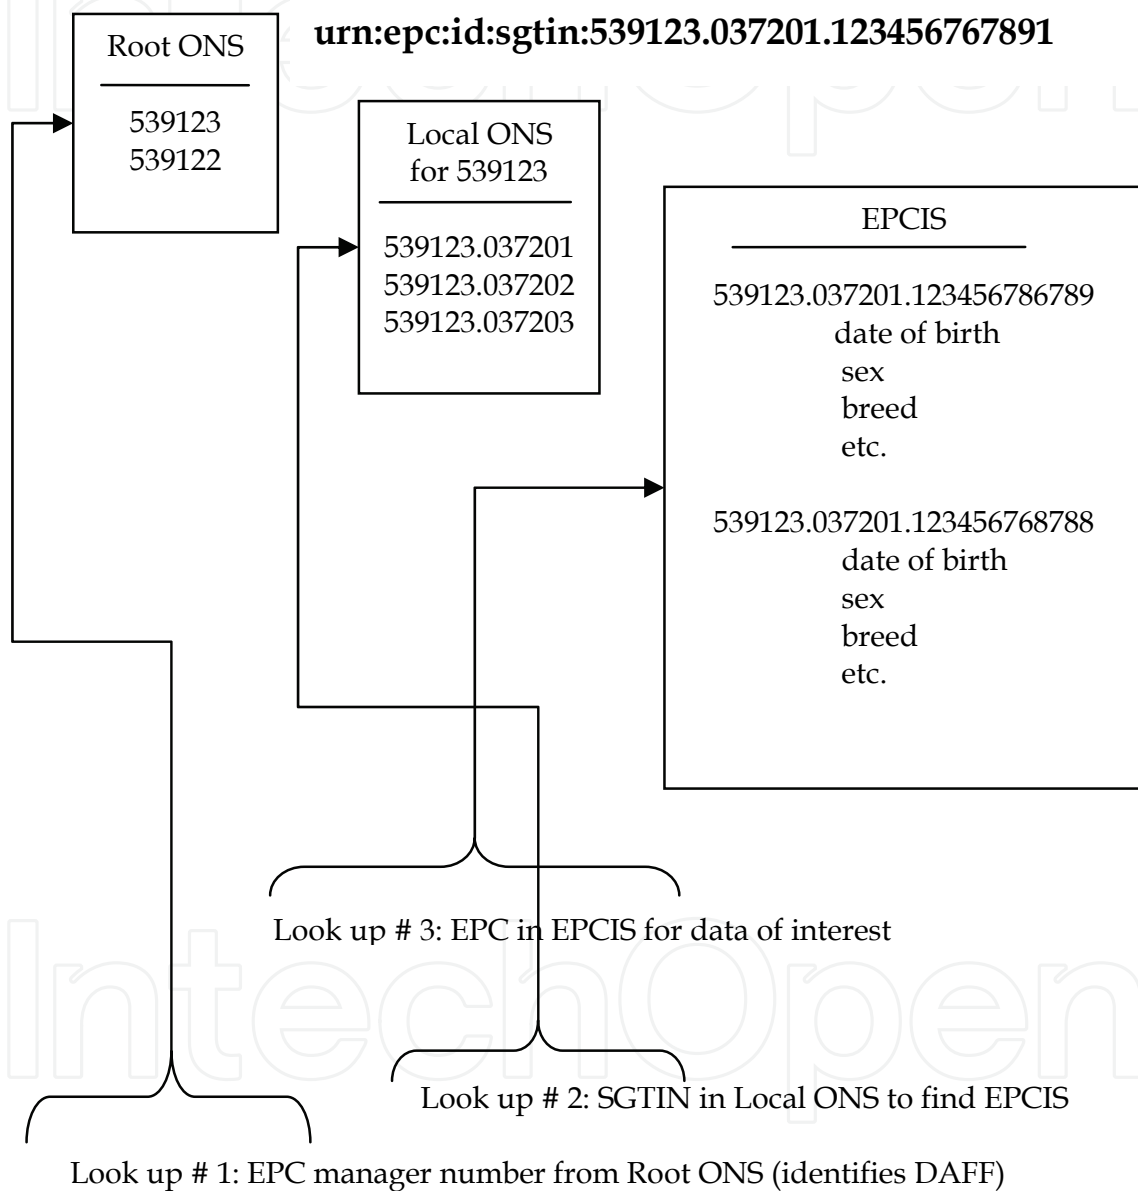 urn:epc:id:sgtin:539123.037201.123456767891
Root ONS
539123
539122
Local ONS
for 539123
539123.037201
539123.037202
539123.037203
EPCIS
539123.037201.123456786789
date of birth
sex
breed
etc.
539123.037201.123456768788
date of birth
sex
breed
etc.
Look up # 3: EPC in EPCIS for data of interest
Look up # 2: SGTIN in Local ONS to find EPCIS
Look up # 1: EPC manager number from Root ONS (identifies DAFF)
IntechOpen
IntechOpen